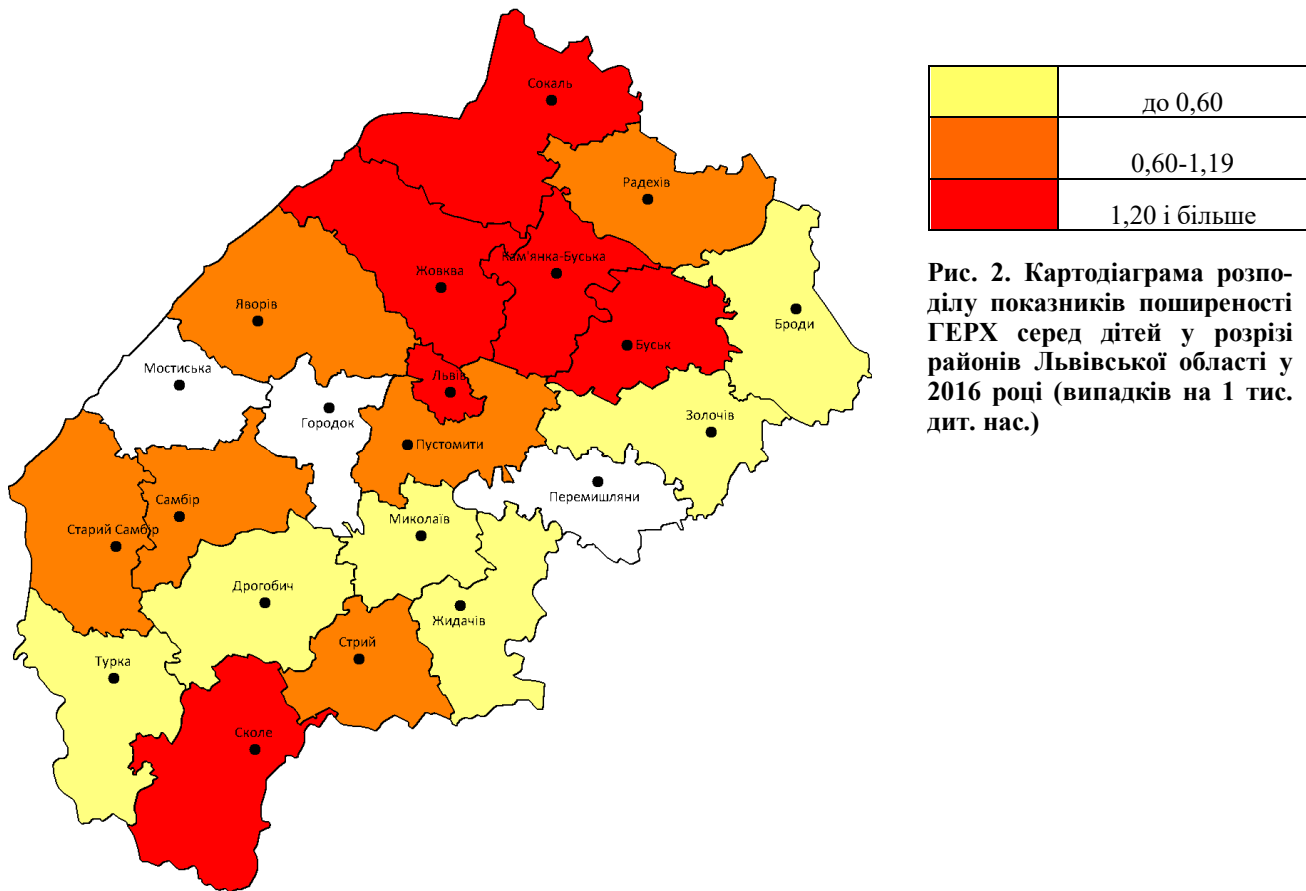 Сокаль
Радехів
Кам'янка-Буська
Жовква
Яворів
Броди
Буськ
Мостиська
Львів
Городок
Золочів
Пустомити
Перемишляни
Самбір
Старий Самбір
Миколаїв
Дрогобич
Жидачів
Стрий
Турка
Сколе
до 0,60
0,60-1,19
1,20 і більше
Рис. 2. Картодіаграма розпо-
ділу показників поширеності
ГЕРХ серед дітей у розрізі
районів Львівської області у
2016 році (випадків на 1 тис.
дит. нас.)